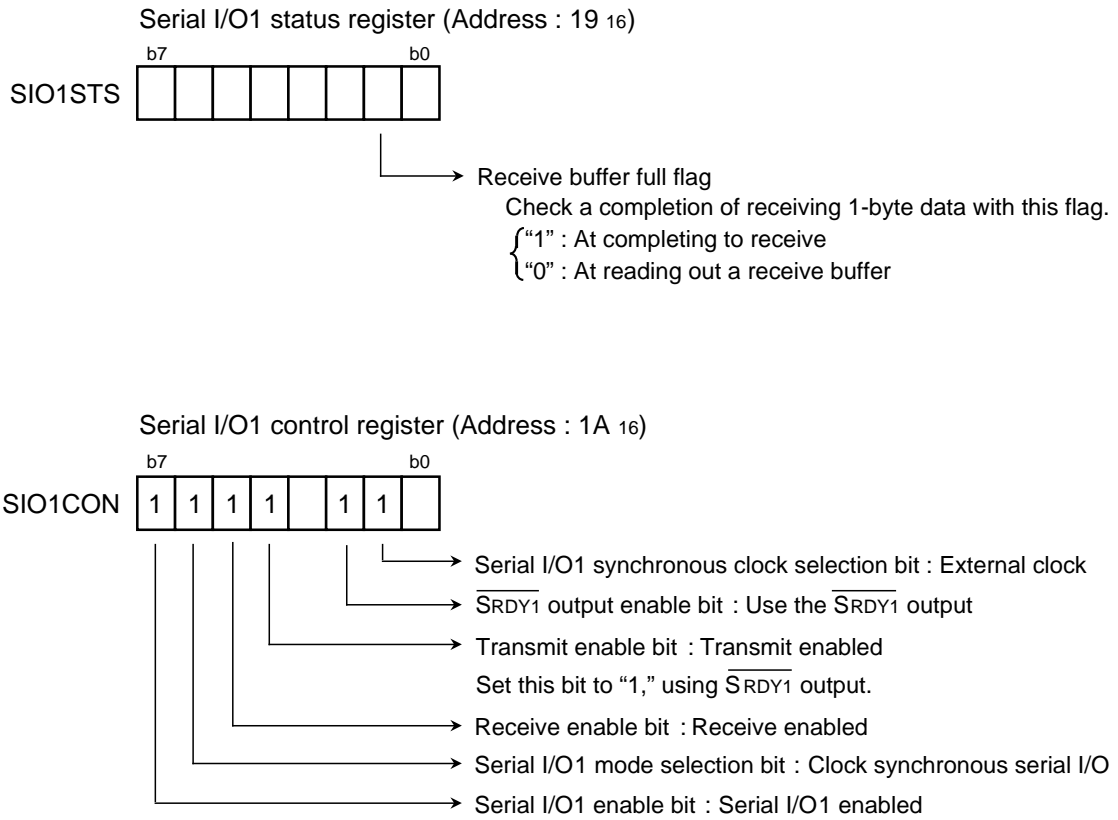 Serial I/O1 status register (Address : 19 16)
b7 b0
SIO1STS
Receive buffer full flag
Check a completion of receiving 1-byte data with this flag.
“1” : At completing to receive
“0” : At reading out a receive buffer
Serial I/O1 control register (Address : 1A 16)
b7 b0
SIO1CON 1 1 1 1 1 1
Serial I/O1 synchronous clock selection bit : External clock
SRDY1 output enable bit : Use the SRDY1 output
Transmit enable bit : Transmit enabled
Set this bit to “1,” using SRDY1 output.
Receive enable bit : Receive enabled
Serial I/O1 mode selection bit : Clock synchronous serial I/O
Serial I/O1 enable bit : Serial I/O1 enabled